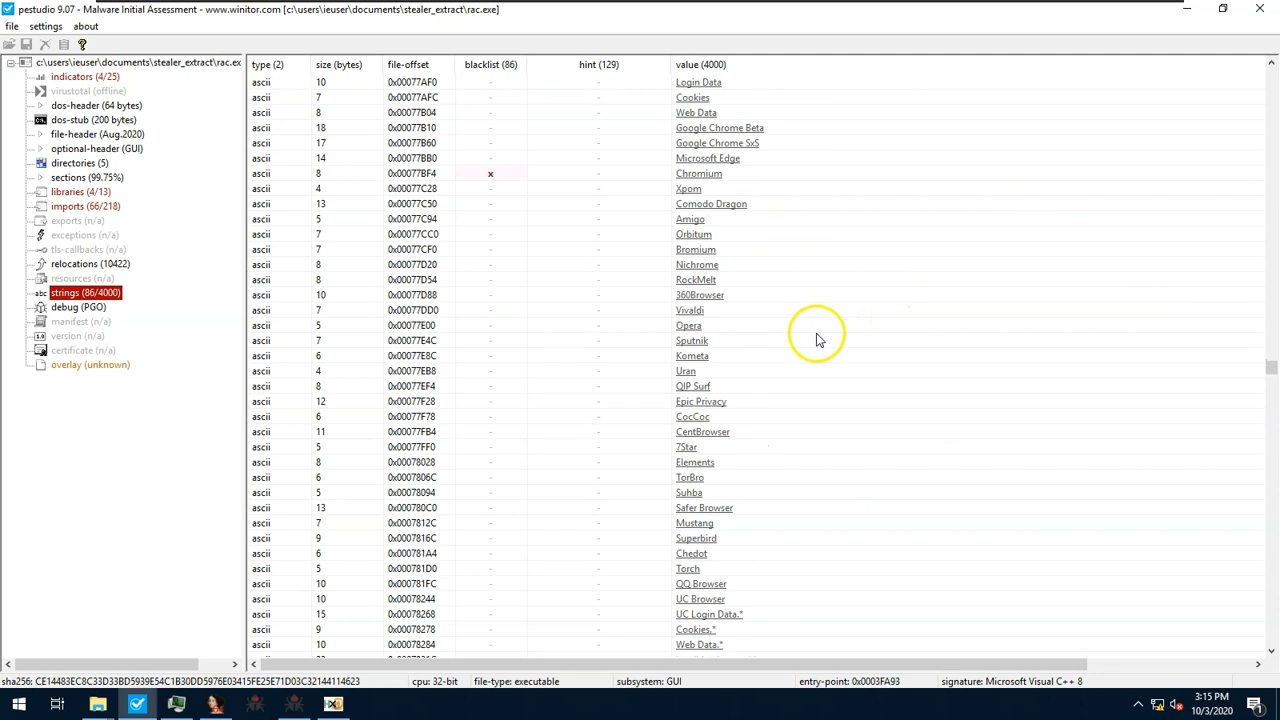 pestudio 9.07 - Malware Initial Assessment - www.winitor.com [c:\users\ieuser\documents\stealer_extract\rac.exe]
file settings about
c:\users\ieuser\documents\stealer_extract\rac.ex
indicators (4/25)
virustotal (offline)
dos-header (64 bytes)
dos-stub (200 bytes)
file-header (Aug.2020)
optional-header (GUI)
directories (5)
sections (99.75%)
libraries (4/13)
imports (66/218)
exports (n/a)
exceptions (n/a)
tls-callbacks (n/a)
relocations (10422)
resources (n/a)
abc strings (86/4000)
debug (PGO)
manifest (n/a)
1.0 version (n/a)
certificate (n/a)
overlay (unknown)
type (2) size (bytes) file-offset blacklist (86) hint (129) value (4000)
ascii 10 0x00077AF0 - - Login Data
ascii 7 0x00077AFC - - Cookies
ascii 8 0x00077B04 - - Web Data
ascii 18 0x00077B10 - - Google Chrome Beta
ascii 17 0x00077B60 - - Google Chrome SxS
ascii 14 0x00077BB0 - - Microsoft Edge
ascii 8 0x00077BF4 x - Chromium
ascii 4 0x00077C28 - - Xpom
ascii 13 0x00077C50 - - Comodo Dragon
ascii 5 0x00077C94 - - Amigo
ascii 7 0x00077CC0 - - Orbitum
ascii 7 0x00077CF0 - - Bromium
ascii 8 0x00077D20 - - Nichrome
ascii 8 0x00077D54 - - RockMelt
ascii 10 0x00077D88 - - 360Browser
ascii 7 0x00077DD0 - - Vivaldi
ascii 5 0x00077E00 - - Opera
ascii 7 0x00077E4C - - Sputnik
ascii 6 0x00077E8C - - Kometa
ascii 4 0x00077EB8 - - Uran
ascii 8 0x00077EF4 - - QIP Surf
ascii 12 0x00077F28 - - Epic Privacy
ascii 6 0x00077F78 - - CocCoc
ascii 11 0x00077FB4 - - CentBrowser
ascii 5 0x00077FF0 - - 7Star
ascii 8 0x00078028 - - Elements
ascii 6 0x0007806C - - TorBro
ascii 5 0x00078094 - - Suhba
ascii 13 0x000780C0 - - Safer Browser
ascii 7 0x0007812C - - Mustang
ascii 9 0x0007816C - - Superbird
ascii 6 0x000781A4 - - Chedot
ascii 5 0x000781D0 - - Torch
ascii 10 0x000781FC - - QQ Browser
ascii 10 0x00078244 - - UC Browser
ascii 15 0x00078268 - - UC Login Data.*
ascii 9 0x00078278 - - Cookies.*
ascii 10 0x00078284 - - Web Data.*
sha256: CE14483EC8C33D33BD5939E54C1B30DD5976E03415FE25E71D03C32144114623 cpu: 32-bit file-type: executable subsystem: GUI entry-point: 0x0003FA93 signature: Microsoft Visual C++ 8
3:15 PM
10/3/2020
1